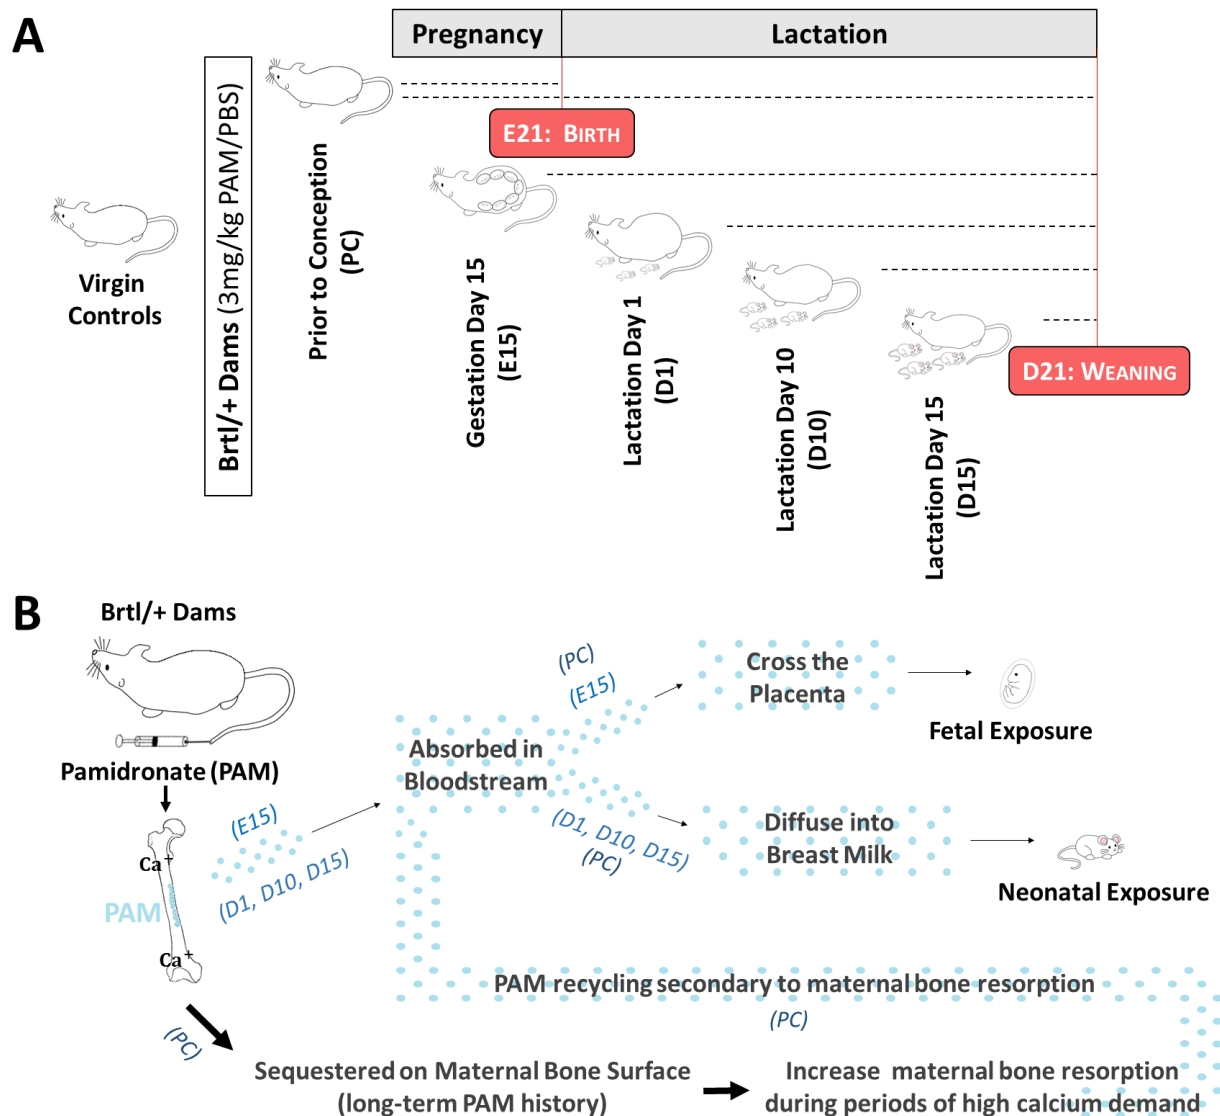 A
Pregnancy
Lactation
Brtl/+ Dams (3mg/kg PAM/PBS)
E21: BIRTH
Virgin
Controls
Prior to Conception
(PC)
Gestation Day 15
(E15)
Lactation Day 1
(D1)
Lactation Day 10
(D10)
Lactation Day 15
(D15)
D21: WEANING
B
Brtl/+ Dams
Pamidronate (PAM)
Ca+
PAM
Ca+
(E15)
(D1, D10, D15)
Absorbed in
Bloodstream
(PC)
(E15)
Cross the
Placenta
Fetal Exposure
(D1, D10, D15)
(PC)
Diffuse into
Breast Milk
Neonatal Exposure
PAM recycling secondary to maternal bone resorption
(PC)
(PC)
Sequestered on Maternal Bone Surface
(long-term PAM history)
Increase maternal bone resorption
during periods of high calcium demand